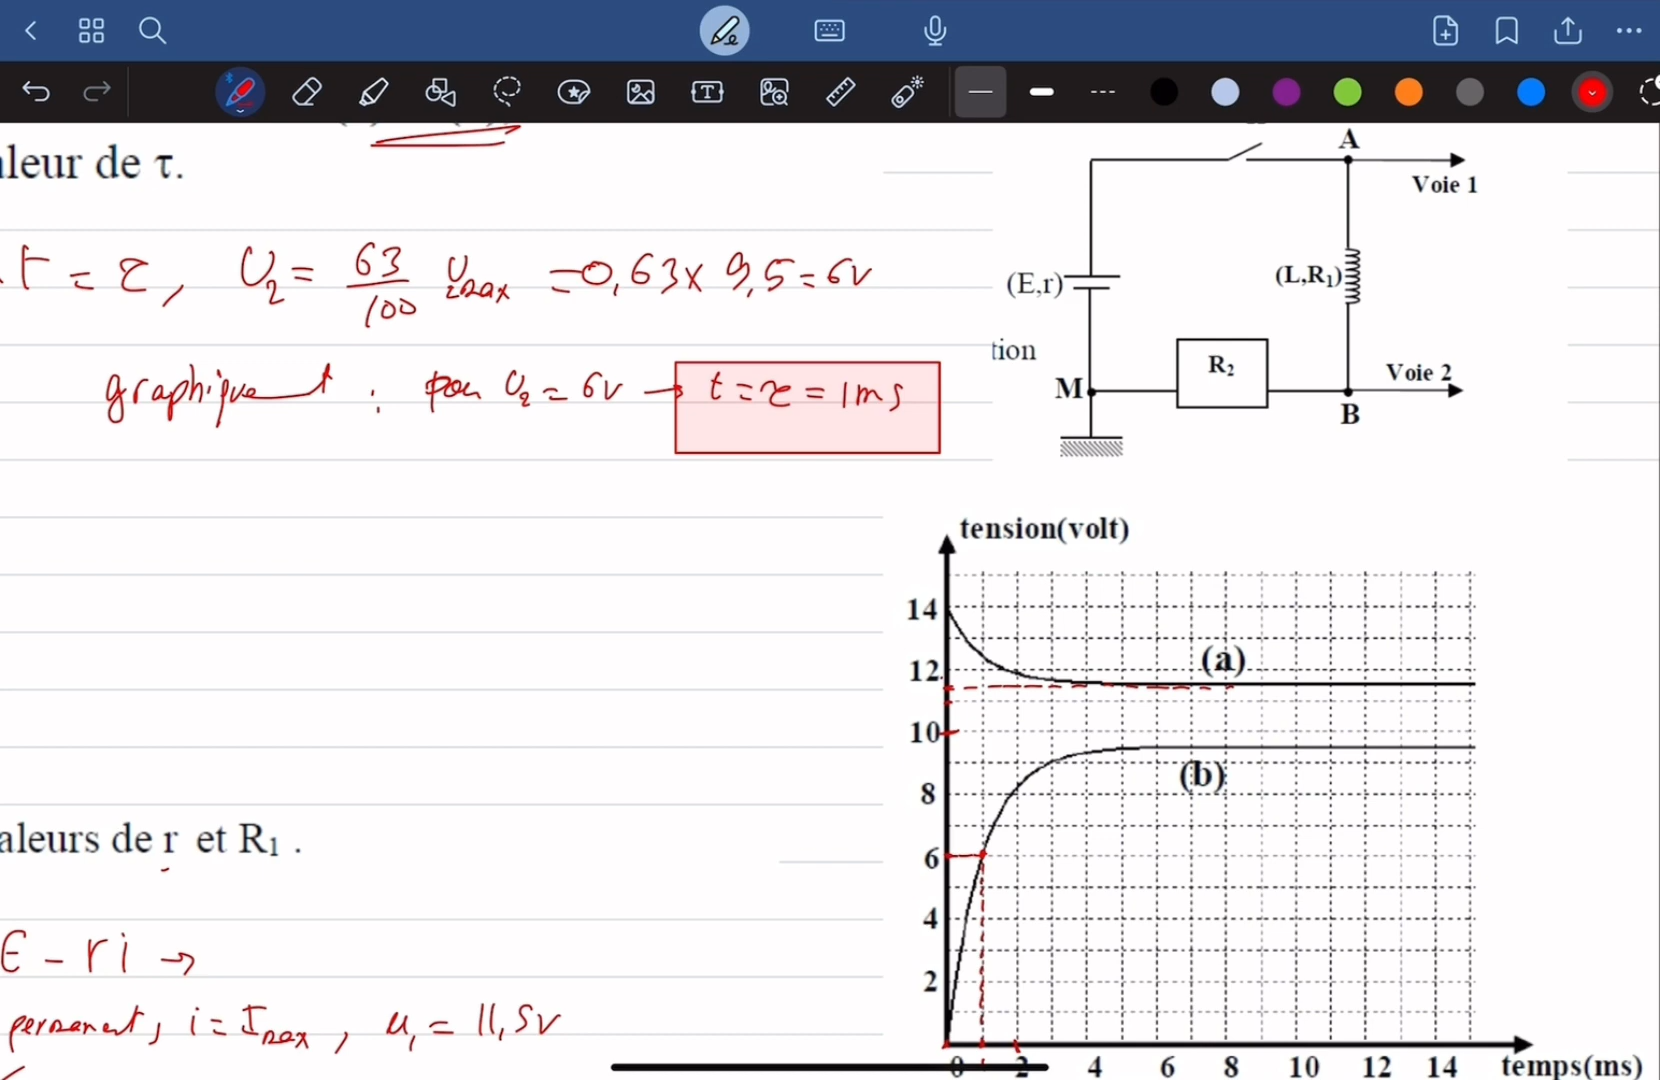 aleur de τ.
t = τ, U₂ = 63/100 U₂max = 0,63 x 9,5 = 6v
graphiquent : pour U₂ = 6v → t = τ = 1ms
tion
aleurs de r et R₁ .
E - ri →
permanent, i = Imax, u₁ = 11,5v
A
Voie 1
(E,r)
(L,R₁)
R₂
Voie 2
M
B
tension(volt)
14
12
10
8
6
4
2
(a)
(b)
0 2 4 6 8 10 12 14 temps(ms)